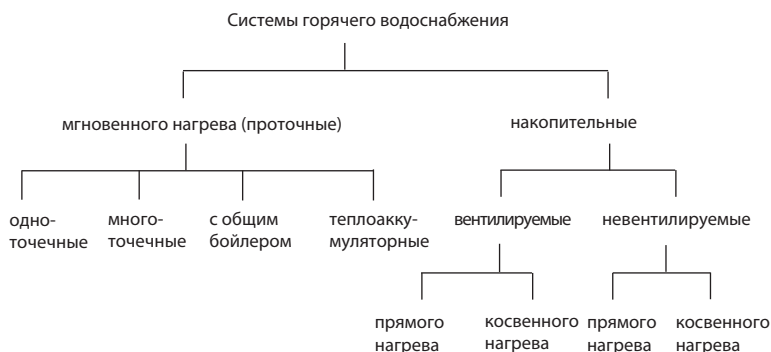 Системы горячего водоснабжения
мгновенного нагрева (проточные)
накопительные
одно-
точечные
много-
точечные
с общим
бойлером
теплоакку-
муляторные
вентилируемые
невентилируемые
прямого
нагрева
косвенного
нагрева
прямого
нагрева
косвенного
нагрева